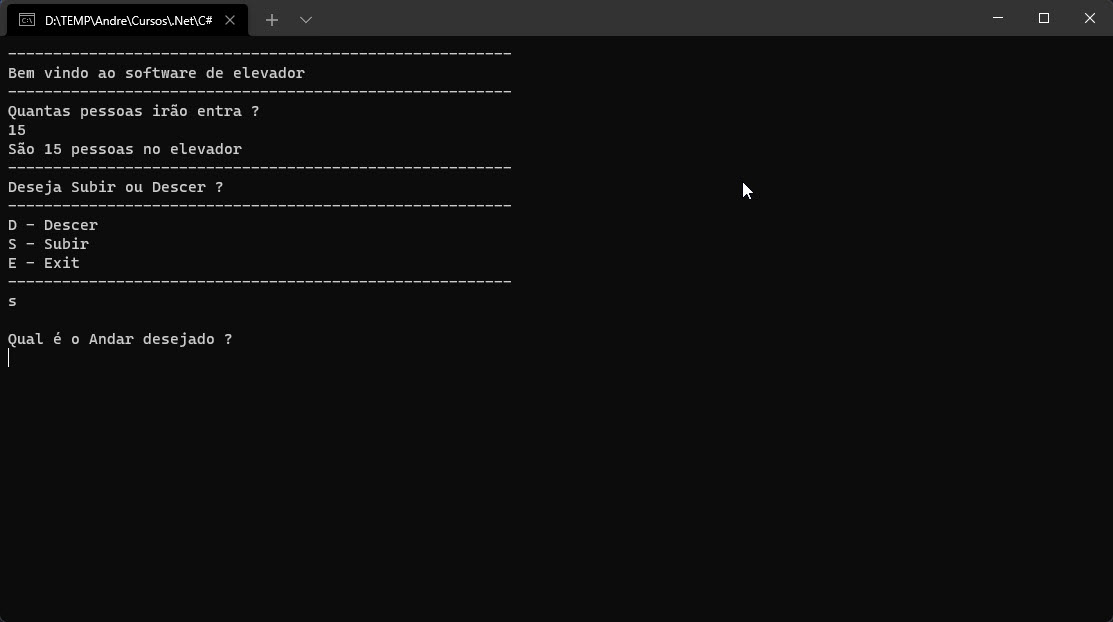 D:\TEMP\Andre\Cursos\.Net\C#
--------------------------------------------------------
Bem vindo ao software de elevador
--------------------------------------------------------
Quantas pessoas irão entra ?
15
São 15 pessoas no elevador
--------------------------------------------------------
Deseja Subir ou Descer ?
--------------------------------------------------------
D - Descer
S - Subir
E - Exit
--------------------------------------------------------
s
Qual é o Andar desejado ?